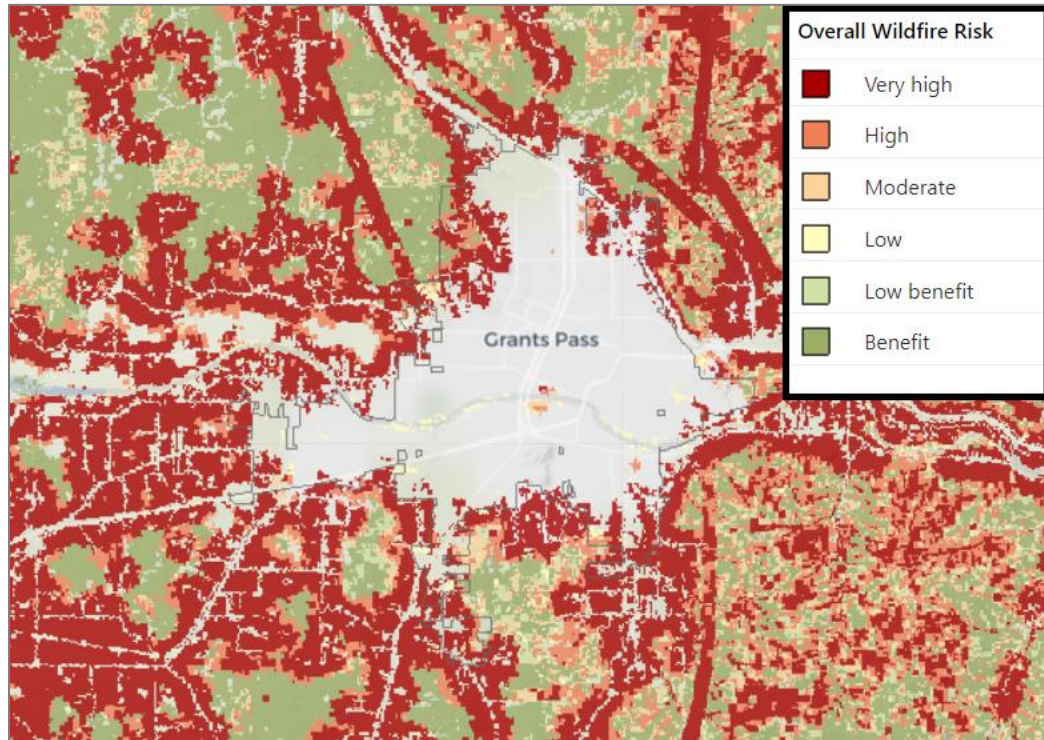 Overall Wildfire Risk
Very high
High
Moderate
Low
Low benefit
Benefit
Grants Pass